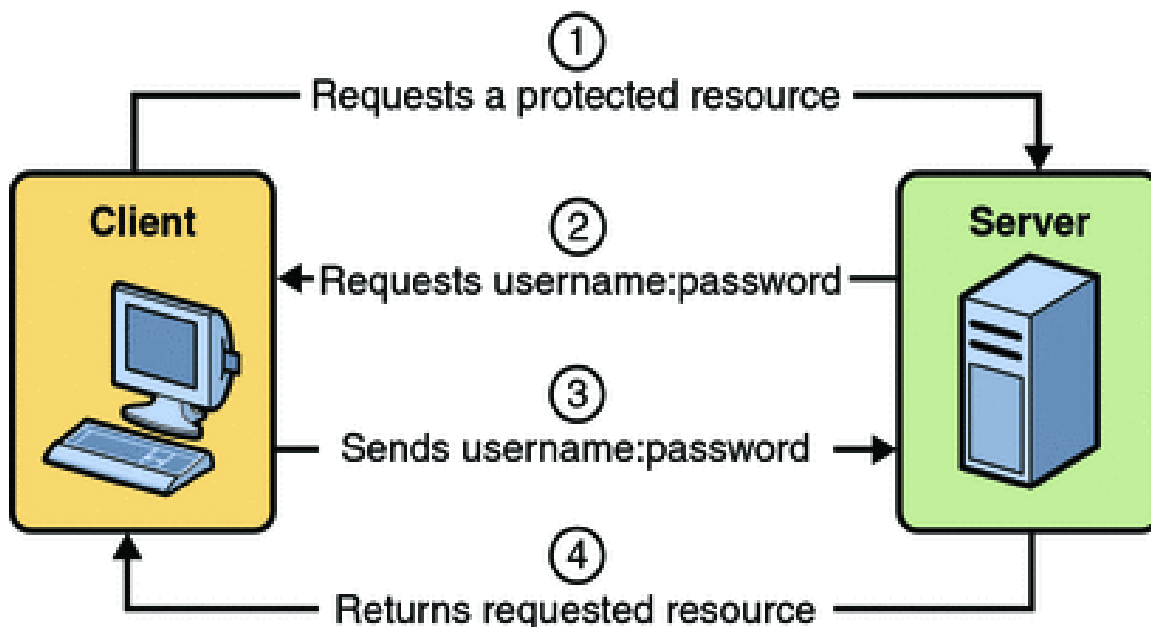 1
Requests a protected resource
Client
Server
2
Requests username:password
3
Sends username:password
4
Returns requested resource